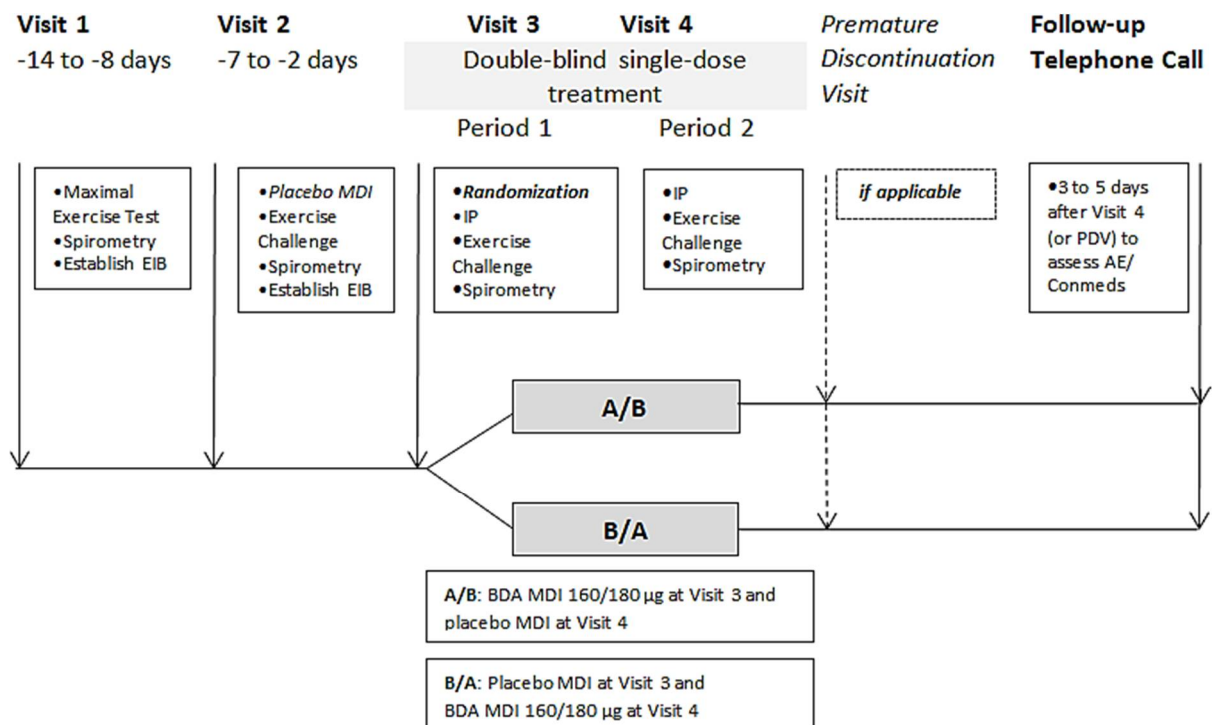 Visit 1
-14 to -8 days
Visit 2
-7 to -2 days
Visit 3
Visit 4
Double-blind single-dose
treatment
Period 1
Period 2
Premature
Discontinuation
Visit
Follow-up
Telephone Call
•Maximal
Exercise Test
•Spirometry
•Establish EIB
•Placebo MDI
•Exercise
Challenge
•Spirometry
•Establish EIB
•Randomization
•IP
•Exercise
Challenge
•Spirometry
•IP
•Exercise
Challenge
•Spirometry
if applicable
•3 to 5 days
after Visit 4
(or PDV) to
assess AE/
Conmeds
A/B
B/A
A/B: BDA MDI 160/180 µg at Visit 3 and
placebo MDI at Visit 4
B/A: Placebo MDI at Visit 3 and
BDA MDI 160/180 µg at Visit 4